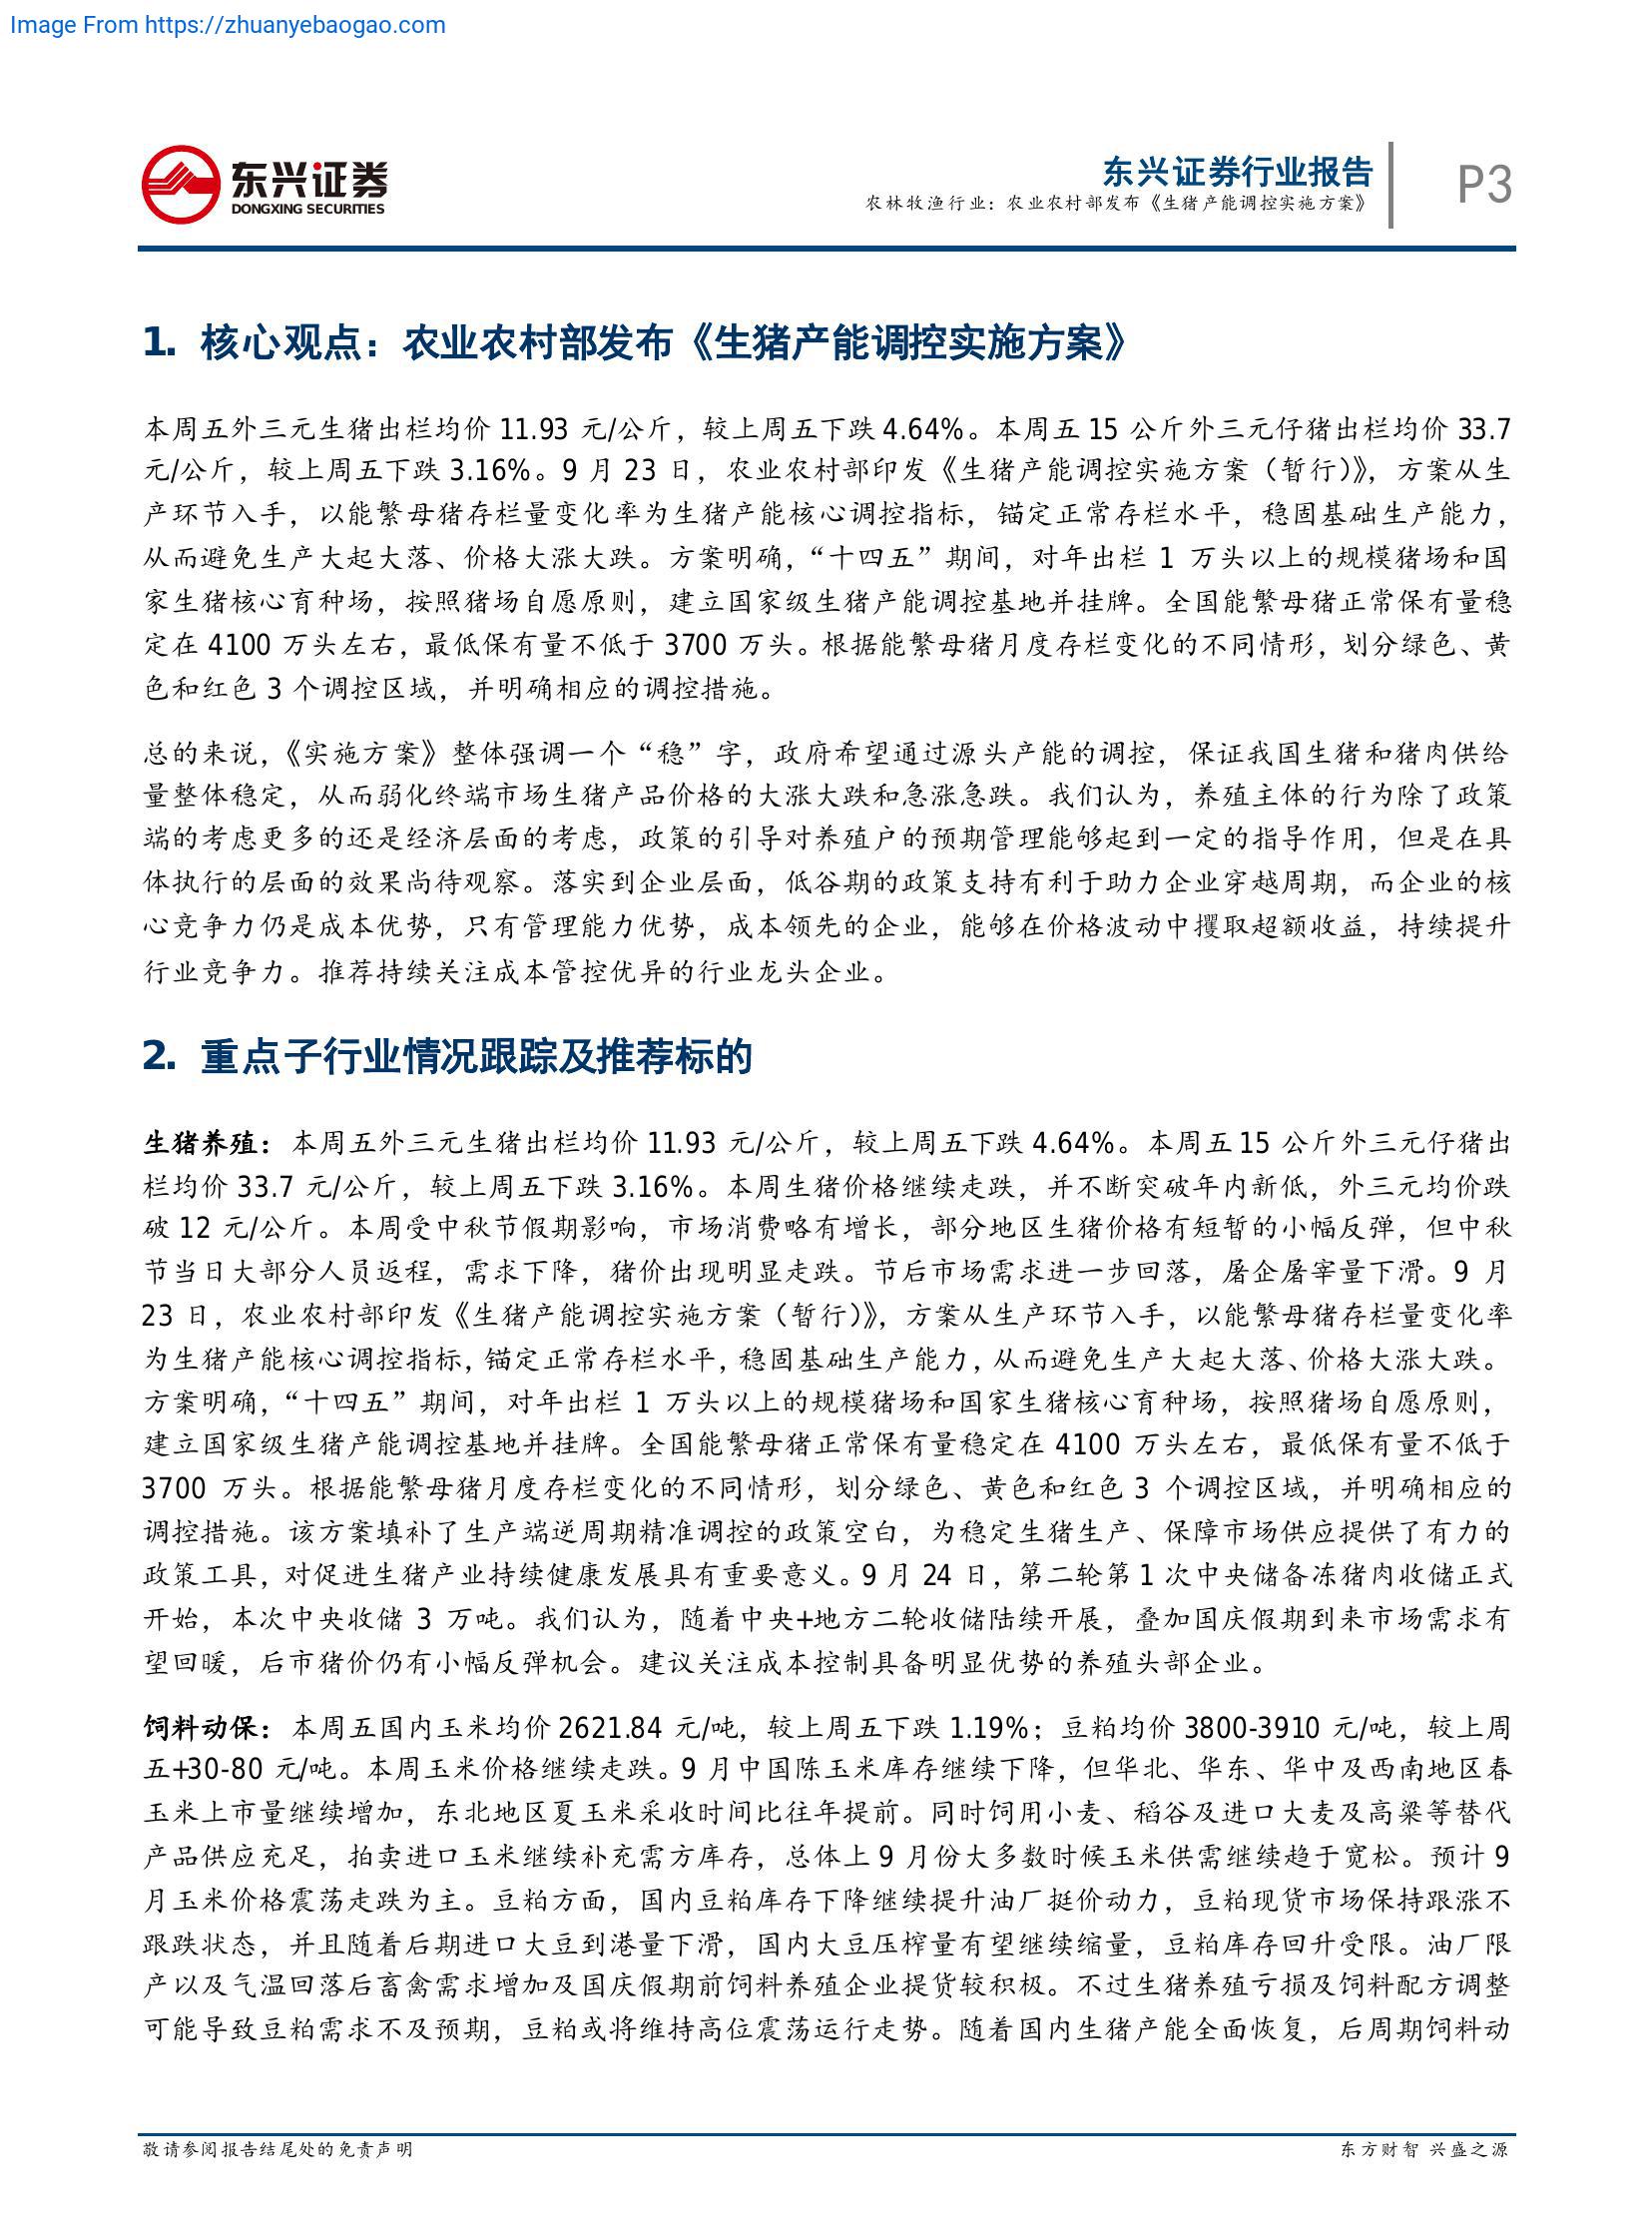 Image From https://zhuanyebaogao.com
东兴证券
DONGXING SECURITIES
东兴证券行业报告
农林牧渔行业：农业农村部发布《生猪产能调控实施方案》
P3
1. 核心观点：农业农村部发布《生猪产能调控实施方案》
本周五外三元生猪出栏均价 11.93 元/公斤，较上周五下跌 4.64%。本周五 15 公斤外三元仔猪出栏均价 33.7
元/公斤，较上周五下跌 3.16%。9 月 23 日，农业农村部印发《生猪产能调控实施方案（暂行）》，方案从生
产环节入手，以能繁母猪存栏量变化率为生猪产能核心调控指标，锚定正常存栏水平，稳固基础生产能力，
从而避免生产大起大落、价格大涨大跌。方案明确，“十四五”期间，对年出栏 1 万头以上的规模猪场和国
家生猪核心育种场，按照猪场自愿原则，建立国家级生猪产能调控基地并挂牌。全国能繁母猪正常保有量稳
定在 4100 万头左右，最低保有量不低于 3700 万头。根据能繁母猪月度存栏变化的不同情形，划分绿色、黄
色和红色 3 个调控区域，并明确相应的调控措施。
总的来说，《实施方案》整体强调一个“稳”字，政府希望通过源头产能的调控，保证我国生猪和猪肉供给
量整体稳定，从而弱化终端市场生猪产品价格的大涨大跌和急涨急跌。我们认为，养殖主体的行为除了政策
端的考虑更多的还是经济层面的考虑，政策的引导对养殖户的预期管理能够起到一定的指导作用，但是在具
体执行的层面的效果尚待观察。落实到企业层面，低谷期的政策支持有利于助力企业穿越周期，而企业的核
心竞争力仍是成本优势，只有管理能力优势，成本领先的企业，能够在价格波动中攫取超额收益，持续提升
行业竞争力。推荐持续关注成本管控优异的行业龙头企业。
2. 重点子行业情况跟踪及推荐标的
生猪养殖：本周五外三元生猪出栏均价 11.93 元/公斤，较上周五下跌 4.64%。本周五 15 公斤外三元仔猪出
栏均价 33.7 元/公斤，较上周五下跌 3.16%。本周生猪价格继续走跌，并不断突破年内新低，外三元均价跌
破 12 元/公斤。本周受中秋节假期影响，市场消费略有增长，部分地区生猪价格有短暂的小幅反弹，但中秋
节当日大部分人员返程，需求下降，猪价出现明显走跌。节后市场需求进一步回落，屠企屠宰量下滑。9 月
23 日，农业农村部印发《生猪产能调控实施方案（暂行）》，方案从生产环节入手，以能繁母猪存栏量变化率
为生猪产能核心调控指标，锚定正常存栏水平，稳固基础生产能力，从而避免生产大起大落、价格大涨大跌。
方案明确，“十四五”期间，对年出栏 1 万头以上的规模猪场和国家生猪核心育种场，按照猪场自愿原则，
建立国家级生猪产能调控基地并挂牌。全国能繁母猪正常保有量稳定在 4100 万头左右，最低保有量不低于
3700 万头。根据能繁母猪月度存栏变化的不同情形，划分绿色、黄色和红色 3 个调控区域，并明确相应的
调控措施。该方案填补了生产端逆周期精准调控的政策空白，为稳定生猪生产、保障市场供应提供了有力的
政策工具，对促进生猪产业持续健康发展具有重要意义。9 月 24 日，第二轮第 1 次中央储备冻猪肉收储正式
开始，本次中央收储 3 万吨。我们认为，随着中央+地方二轮收储陆续开展，叠加国庆假期到来市场需求有
望回暖，后市猪价仍有小幅反弹机会。建议关注成本控制具备明显优势的养殖头部企业。
饲料动保：本周五国内玉米均价 2621.84 元/吨，较上周五下跌 1.19%；豆粕均价 3800-3910 元/吨，较上周
五+30-80 元/吨。本周玉米价格继续走跌。9 月中国陈玉米库存继续下降，但华北、华东、华中及西南地区春
玉米上市量继续增加，东北地区夏玉米采收时间比往年提前。同时饲用小麦、稻谷及进口大麦及高粱等替代
产品供应充足，拍卖进口玉米继续补充需方库存，总体上 9 月份大多数时候玉米供需继续趋于宽松。预计 9
月玉米价格震荡走跌为主。豆粕方面，国内豆粕库存下降继续提升油厂挺价动力，豆粕现货市场保持跟涨不
跟跌状态，并且随着后期进口大豆到港量下滑，国内大豆压榨量有望继续缩量，豆粕库存回升受限。油厂限
产以及气温回落后畜禽需求增加及国庆假期前饲料养殖企业提货较积极。不过生猪养殖亏损及饲料配方调整
可能导致豆粕需求不及预期，豆粕或将维持高位震荡运行走势。随着国内生猪产能全面恢复，后周期饲料动
敬请参阅报告结尾处的免责声明
东方财智 兴盛之源